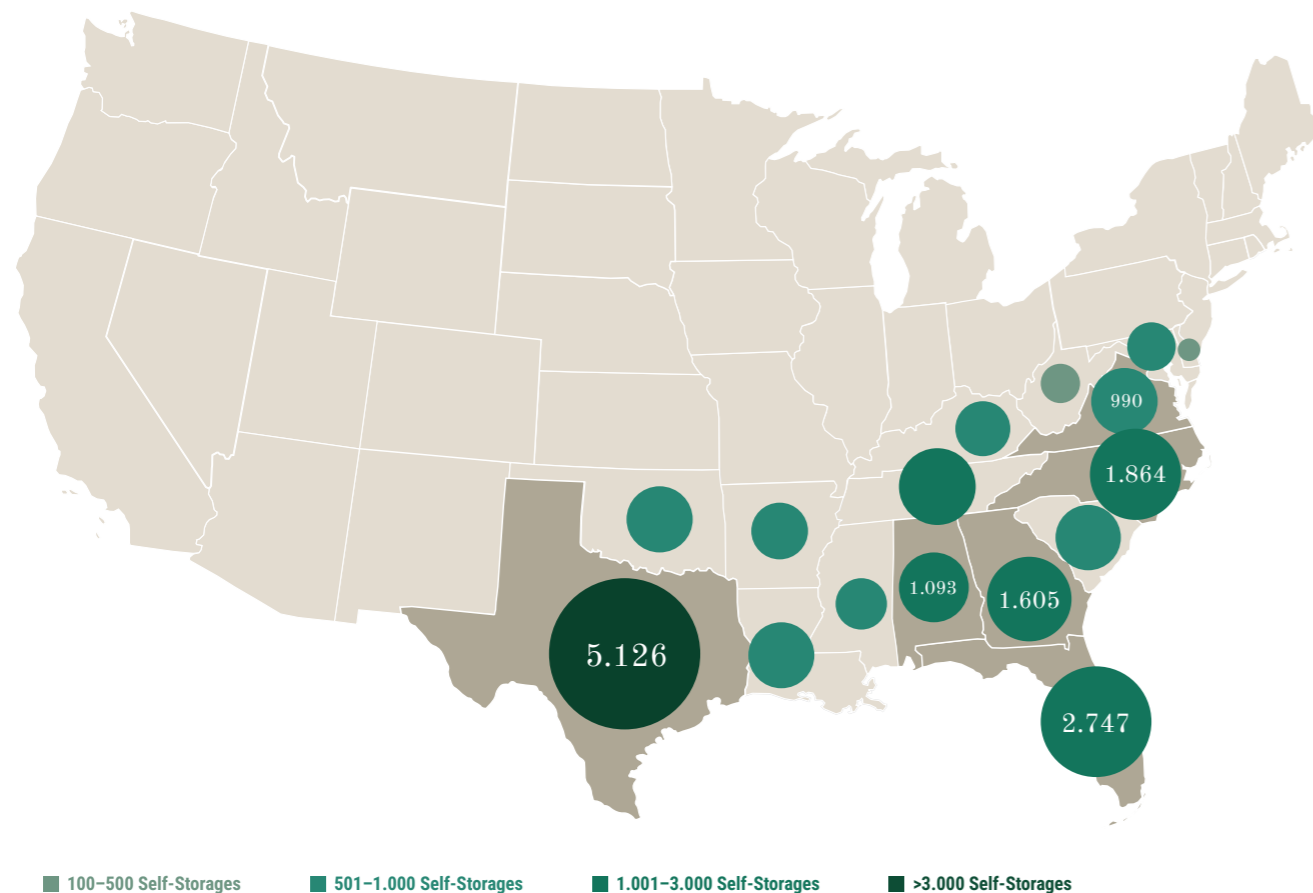 990
1.864
1.093
1.605
5.126
2.747
100–500 Self-Storages
501–1.000 Self-Storages
1.001–3.000 Self-Storages
>3.000 Self-Storages